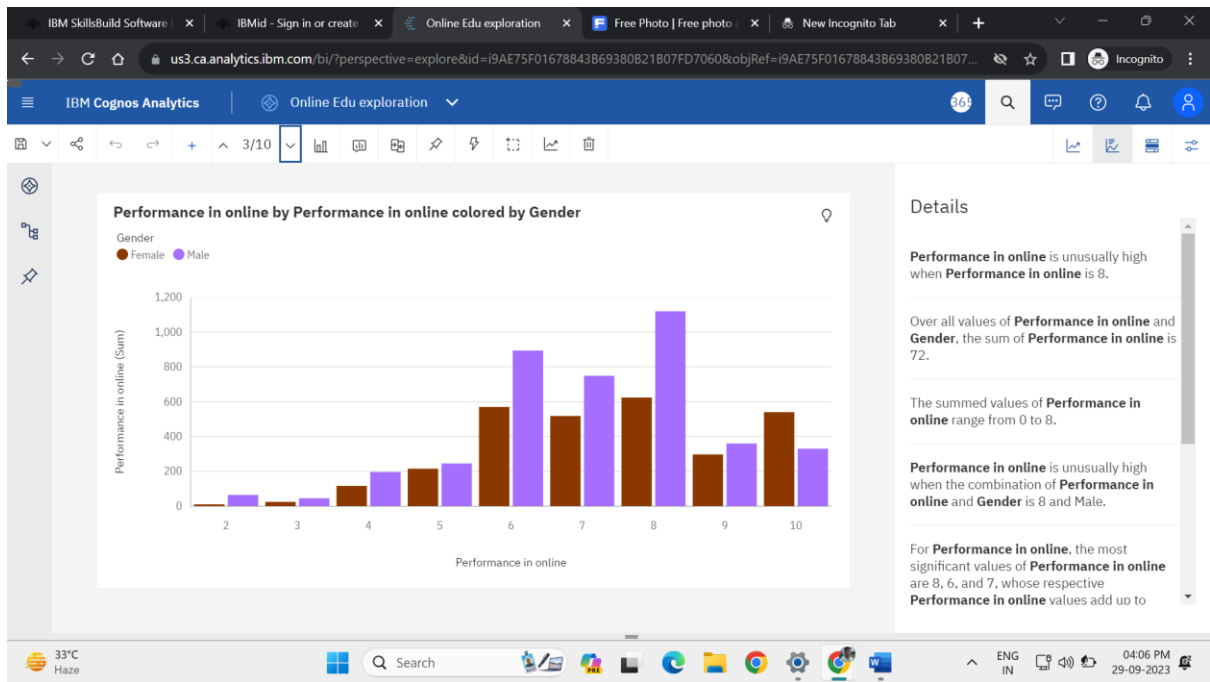 IBM SkillsBuild Software
IBMid - Sign in or create
Online Edu exploration
Free Photo | Free photo
New Incognito Tab
us3.ca.analytics.ibm.com/bi/?perspective=explore&id=i9AE75F01678843B69380B21B07FD7060&objRef=i9AE75F01678843B69380B21B07...
Incognito
IBM Cognos Analytics
Online Edu exploration
365
3/10
Performance in online by Performance in online colored by Gender
Gender
Female Male
Performance in online (Sum)
1,200
1,000
800
600
400
200
0
2 3 4 5 6 7 8 9 10
Performance in online
Details
Performance in online is unusually high
when Performance in online is 8.
Over all values of Performance in online and
Gender, the sum of Performance in online is
72.
The summed values of Performance in
online range from 0 to 8.
Performance in online is unusually high
when the combination of Performance in
online and Gender is 8 and Male.
For Performance in online, the most
significant values of Performance in online
are 8, 6, and 7, whose respective
Performance in online values add up to
33°C
Haze
Search
PRE
ENG
IN
04:06 PM
29-09-2023